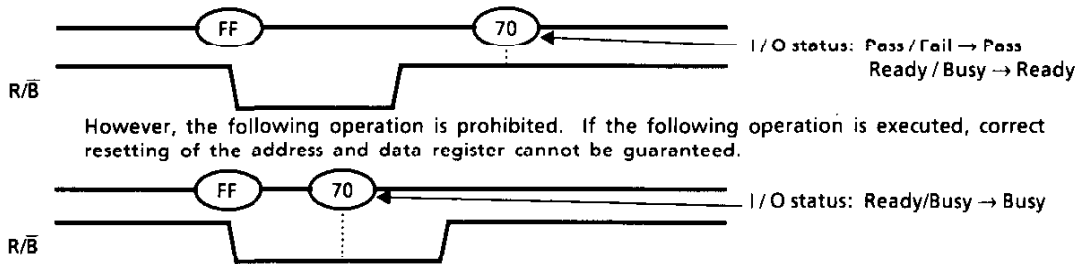 FF 70
I/O status: Pass/Fail → Pass
Ready/Busy → Ready
R/B̅
However, the following operation is prohibited. If the following operation is executed, correct
resetting of the address and data register cannot be guaranteed.
FF 70
I/O status: Ready/Busy → Busy
R/B̅